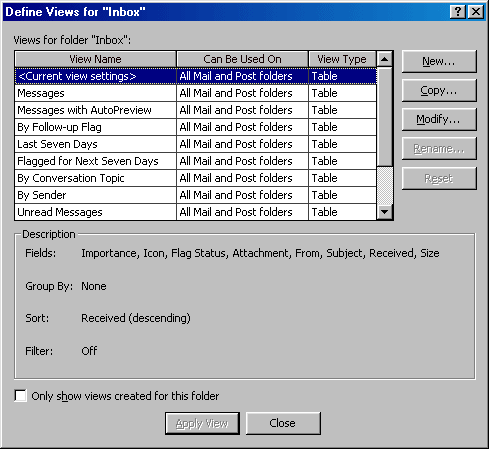 Define Views for "Inbox"
Views for folder "Inbox":
View Name Can Be Used On View Type
<Current view settings> All Mail and Post folders Table
Messages All Mail and Post folders Table
Messages with AutoPreview All Mail and Post folders Table
By Follow-up Flag All Mail and Post folders Table
Last Seven Days All Mail and Post folders Table
Flagged for Next Seven Days All Mail and Post folders Table
By Conversation Topic All Mail and Post folders Table
By Sender All Mail and Post folders Table
Unread Messages All Mail and Post folders Table
New...
Copy...
Modify...
Rename...
Reset
Description
Fields: Importance, Icon, Flag Status, Attachment, From, Subject, Received, Size
Group By: None
Sort: Received (descending)
Filter: Off
Only show views created for this folder
Apply View Close